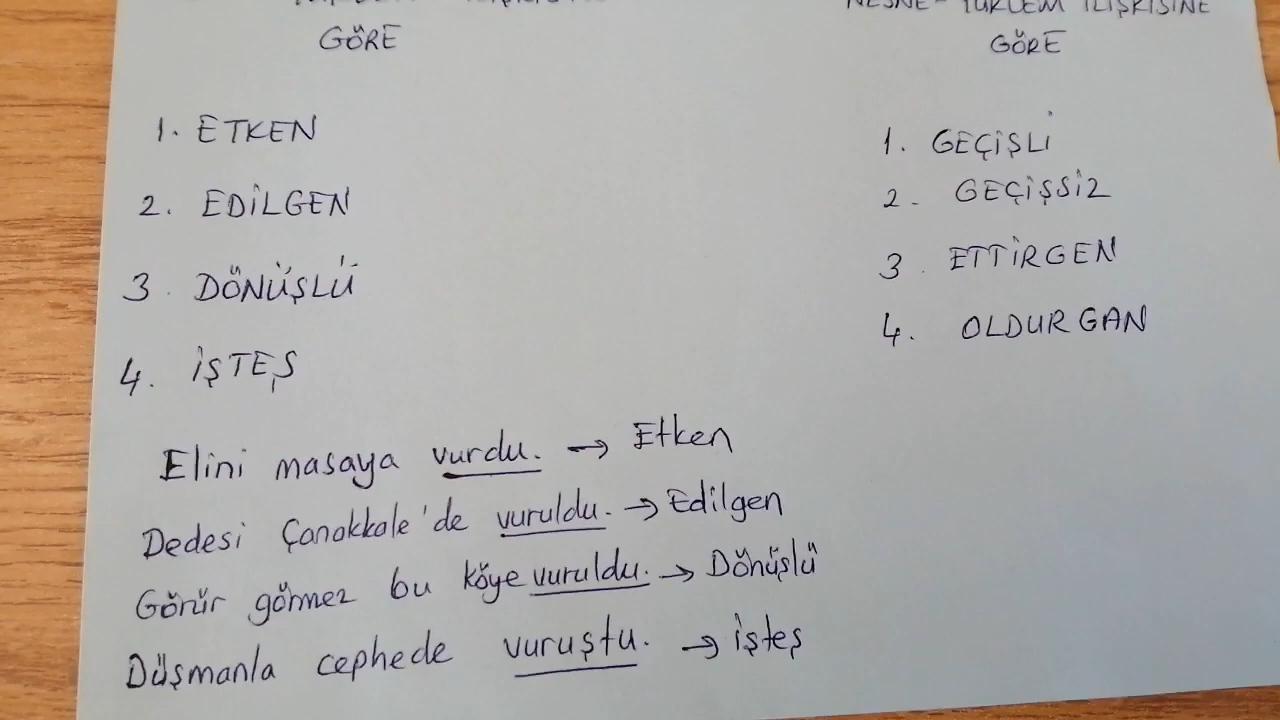 GÖRE
1. ETKEN
2. EDİLGEN
3. DÖNÜŞLÜ
4. İŞTEŞ
NESNE - YÜKLEM İLİŞKİSİNE
GÖRE
1. GEÇİŞLİ
2. GEÇİŞSİZ
3. ETTİRGEN
4. OLDURGAN
Elini masaya vurdu. → Etken
Dedesi Çanakkale'de vuruldu. → Edilgen
Görür görmez bu köye vuruldu. → Dönüşlü
Düşmanla cephede vuruştu. → işteş